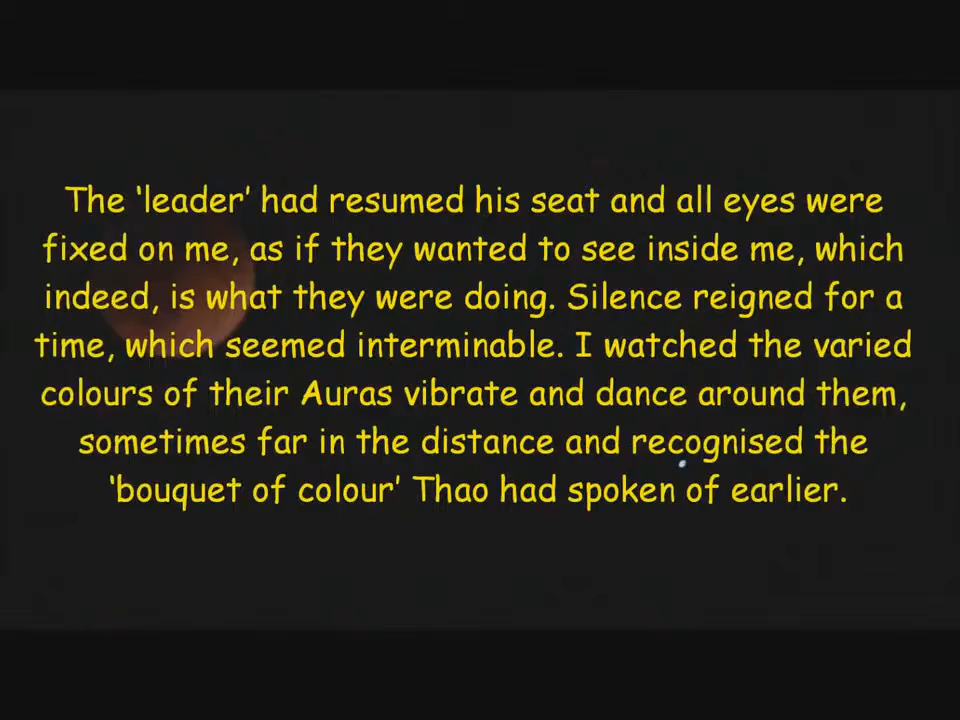 The ‘leader’ had resumed his seat and all eyes were
fixed on me, as if they wanted to see inside me, which
indeed, is what they were doing. Silence reigned for a
time, which seemed interminable. I watched the varied
colours of their Auras vibrate and dance around them,
sometimes far in the distance and recognised the
‘bouquet of colour’ Thao had spoken of earlier.